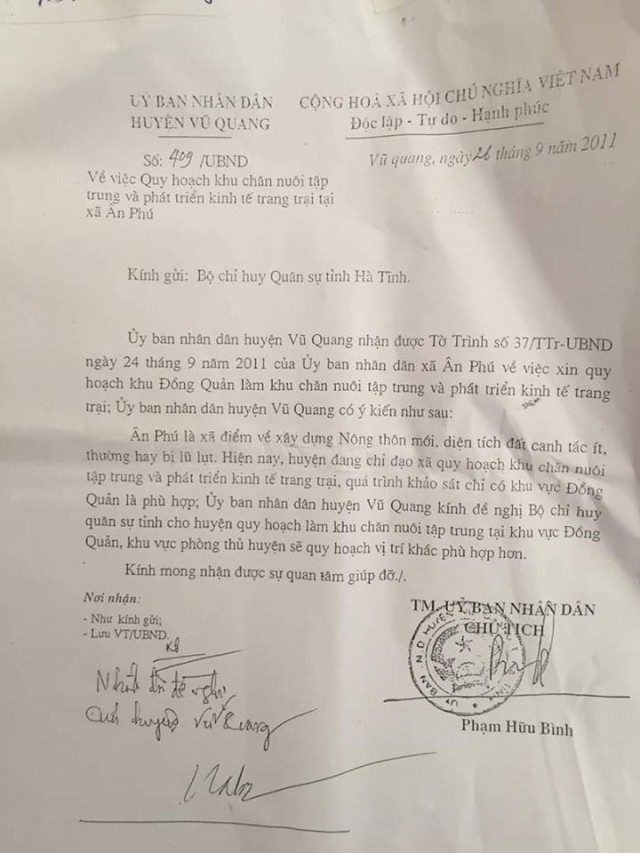 UỶ BAN NHÂN DÂN
HUYỆN VŨ QUANG
CỘNG HOÀ XÃ HỘI CHỦ NGHĨA VIỆT NAM
Độc lập - Tự do - Hạnh phúc
Số: 409 /UBND
Vũ quang, ngày 26 tháng 9 năm 2011
Về việc Quy hoạch khu chăn nuôi tập
trung và phát triển kinh tế trang trại tại
xã Ân Phú
Kính gửi: Bộ chỉ huy Quân sự tỉnh Hà Tĩnh.
Ủy ban nhân dân huyện Vũ Quang nhận được Tờ Trình số 37/TTr-UBND
ngày 24 tháng 9 năm 2011 của Ủy ban nhân dân xã Ân Phú về việc xin quy
hoạch khu Đồng Quản làm khu chăn nuôi tập trung và phát triển kinh tế trang
trại; Ủy ban nhân dân huyện Vũ Quang có ý kiến như sau:
Ân Phú là xã điểm về xây dựng Nông thôn mới, diện tích đất canh tác ít,
thường hay bị lũ lụt. Hiện nay, huyện đang chỉ đạo xã quy hoạch khu chăn nuôi
tập trung và phát triển kinh tế trang trại, quá trình khảo sát chỉ có khu vực Đồng
Quản là phù hợp; Ủy ban nhân dân huyện Vũ Quang kính đề nghị Bộ chỉ huy
quân sự tỉnh cho huyện quy hoạch làm khu chăn nuôi tập trung tại khu vực Đồng
Quản, khu vực phòng thủ huyện sẽ quy hoạch vị trí khác phù hợp hơn.
Kính mong nhận được sự quan tâm giúp đỡ./.
Nơi nhận:
- Như kính gửi;
- Lưu VT/UBND.
TM. UỶ BAN NHÂN DÂN
CHỦ TỊCH
Phạm Hữu Bình
đề nghị
huyện Vũ Quang